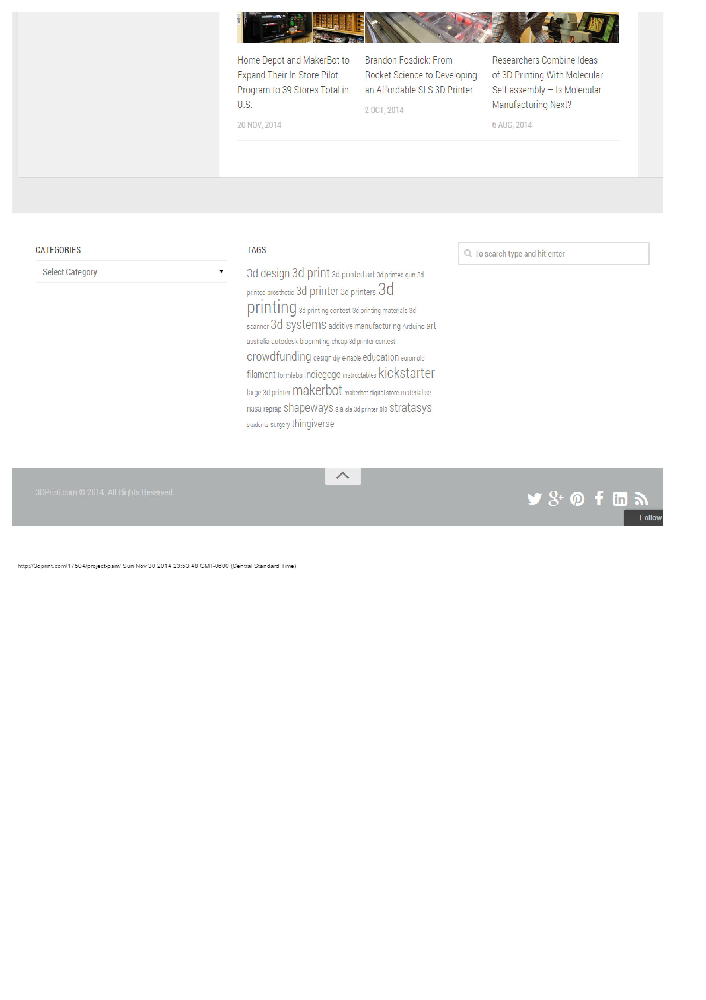 Home Depot and MakerBot to
Expand Their In-Store Pilot
Program to 39 Stores Total in
U.S.
20 NOV, 2014
Brandon Fosdick: From
Rocket Science to Developing
an Affordable SLS 3D Printer
2 OCT, 2014
Researchers Combine Ideas
of 3D Printing With Molecular
Self-assembly – Is Molecular
Manufacturing Next?
6 AUG, 2014
CATEGORIES
Select Category
TAGS
3d design 3d print 3d printed art 3d printed gun 3d
printed prosthetic 3d printer 3d printers 3d
printing 3d printing contest 3d printing materials 3d
scanner 3d systems additive manufacturing Arduino art
australia autodesk bioprinting cheap 3d printer contest
crowdfunding design diy e-nable education euromold
filament formlabs indiegogo instructables kickstarter
large 3d printer makerbot makerbot digital store materialise
nasa reprap shapeways sla sla 3d printer sls stratasys
students surgery thingiverse
To search type and hit enter
3DPrint.com © 2014. All Rights Reserved.
Follow
http://3dprint.com/17504/project-pam/ Sun Nov 30 2014 23:53:48 GMT-0600 (Central Standard Time)